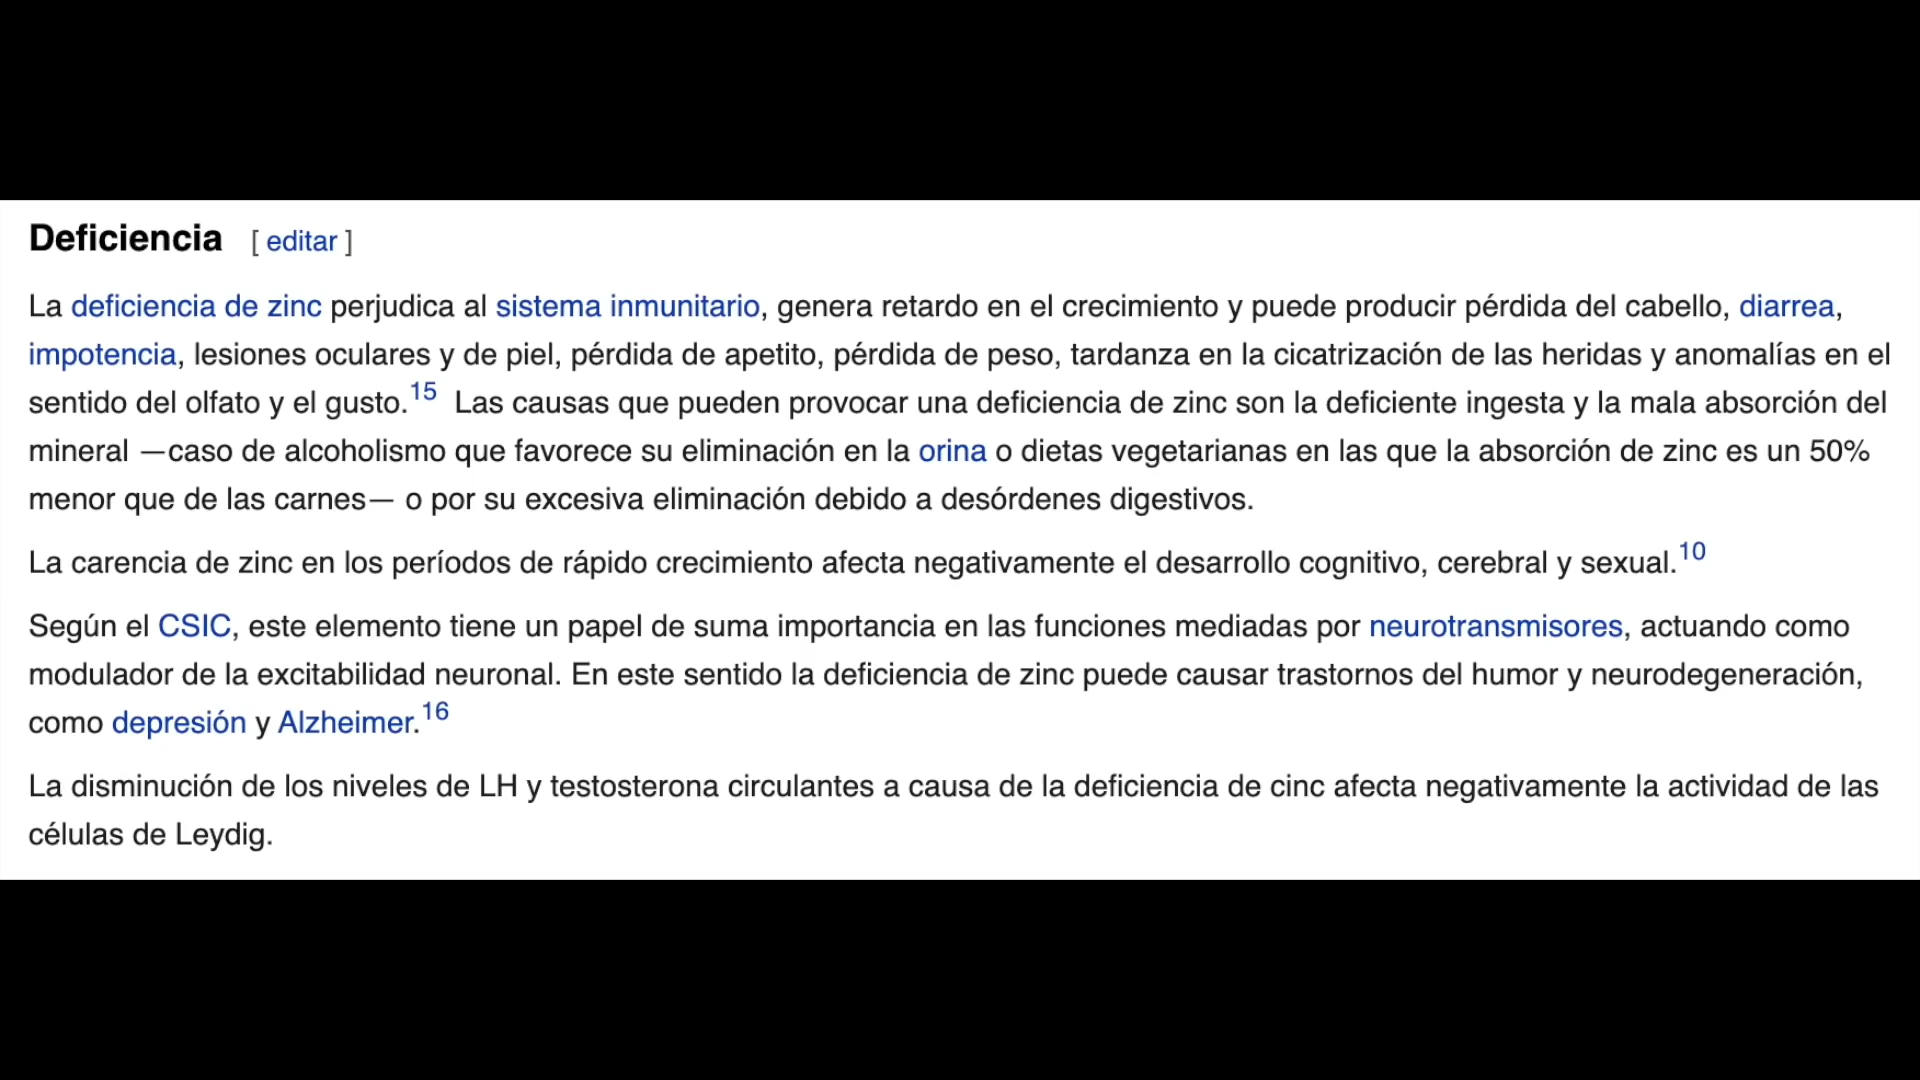 Deficiencia [ editar ]
La deficiencia de zinc perjudica al sistema inmunitario, genera retardo en el crecimiento y puede producir pérdida del cabello, diarrea,
impotencia, lesiones oculares y de piel, pérdida de apetito, pérdida de peso, tardanza en la cicatrización de las heridas y anomalías en el
sentido del olfato y el gusto.15 Las causas que pueden provocar una deficiencia de zinc son la deficiente ingesta y la mala absorción del
mineral —caso de alcoholismo que favorece su eliminación en la orina o dietas vegetarianas en las que la absorción de zinc es un 50%
menor que de las carnes— o por su excesiva eliminación debido a desórdenes digestivos.
La carencia de zinc en los períodos de rápido crecimiento afecta negativamente el desarrollo cognitivo, cerebral y sexual.10
Según el CSIC, este elemento tiene un papel de suma importancia en las funciones mediadas por neurotransmisores, actuando como
modulador de la excitabilidad neuronal. En este sentido la deficiencia de zinc puede causar trastornos del humor y neurodegeneración,
como depresión y Alzheimer.16
La disminución de los niveles de LH y testosterona circulantes a causa de la deficiencia de cinc afecta negativamente la actividad de las
células de Leydig.